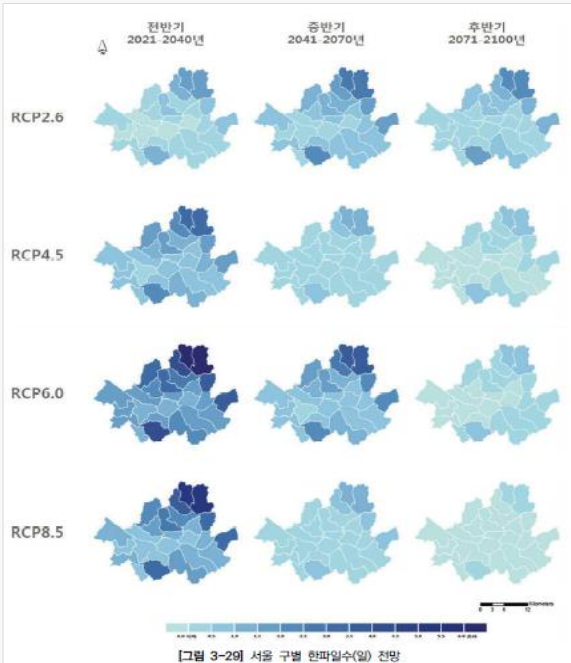 전반기 중반기 후반기
2021-2040년 2041-2070년 2071-2100년
RCP2.6
RCP4.5
RCP6.0
RCP8.5
[그림 3-29] 서울 구별 한파일수(일) 전망